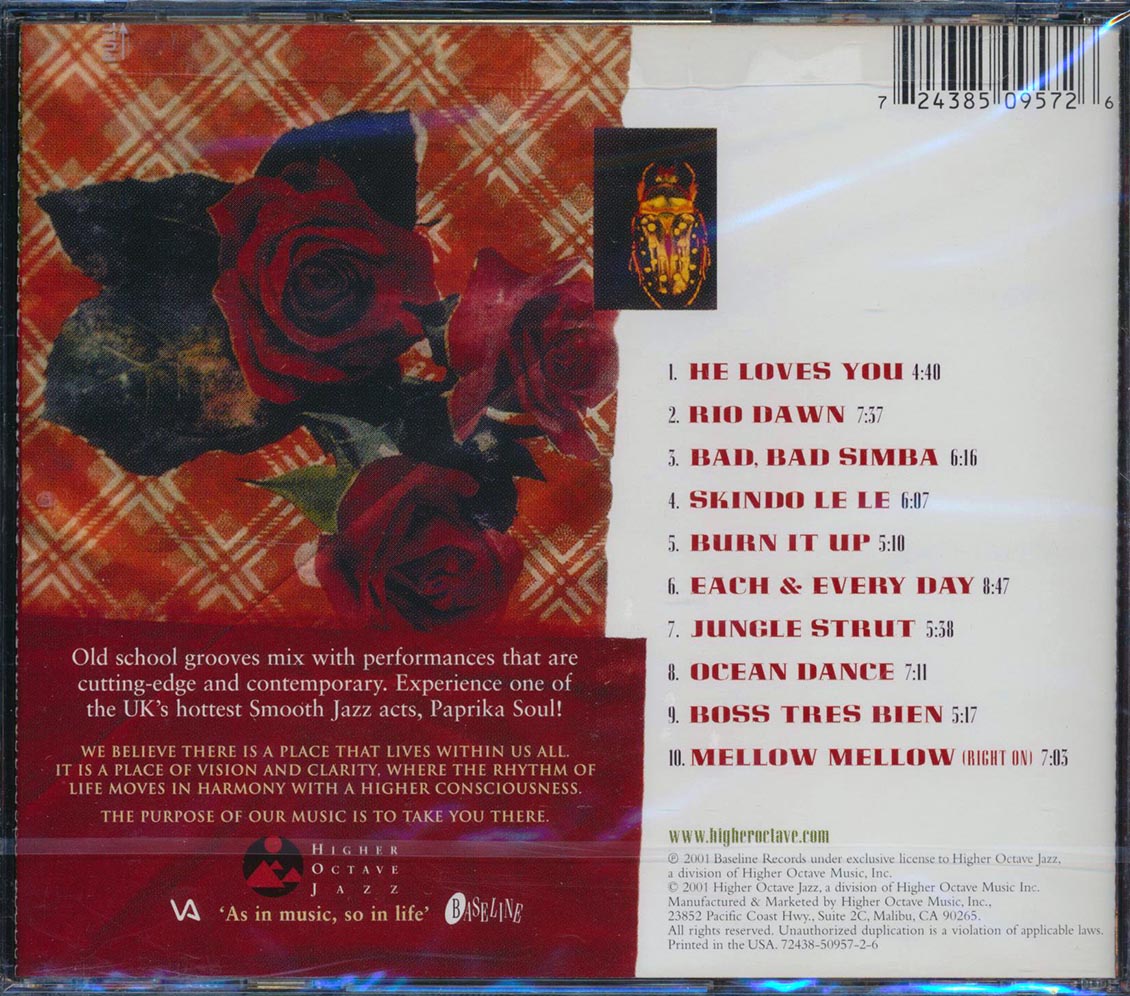 7 24385 09572 6
1. HE LOVES YOU 4:40
2. RIO DAWN 7:37
3. BAD, BAD SIMBA 6:16
4. SKINDO LE LE 6:07
5. BURN IT UP 5:10
6. EACH & EVERY DAY 8:47
7. JUNGLE STRUT 5:38
8. OCEAN DANCE 7:11
9. BOSS TRES BIEN 5:17
10. MELLOW MELLOW (RIGHT ON) 7:03
Old school grooves mix with performances that are
cutting-edge and contemporary. Experience one of
the UK's hottest Smooth Jazz acts, Paprika Soul!
WE BELIEVE THERE IS A PLACE THAT LIVES WITHIN US ALL.
IT IS A PLACE OF VISION AND CLARITY, WHERE THE RHYTHM OF
LIFE MOVES IN HARMONY WITH A HIGHER CONSCIOUSNESS.
THE PURPOSE OF OUR MUSIC IS TO TAKE YOU THERE.
HIGHER
OCTAVE
JAZZ
VA 'As in music, so in life' BASELINE
www.higheroctave.com
℗ 2001 Baseline Records under exclusive license to Higher Octave Jazz,
a division of Higher Octave Music, Inc.
© 2001 Higher Octave Jazz, a division of Higher Octave Music Inc.
Manufactured & Marketed by Higher Octave Music, Inc.,
23852 Pacific Coast Hwy., Suite 2C, Malibu, CA 90265.
All rights reserved. Unauthorized duplication is a violation of applicable laws.
Printed in the USA. 72438-50957-2-6